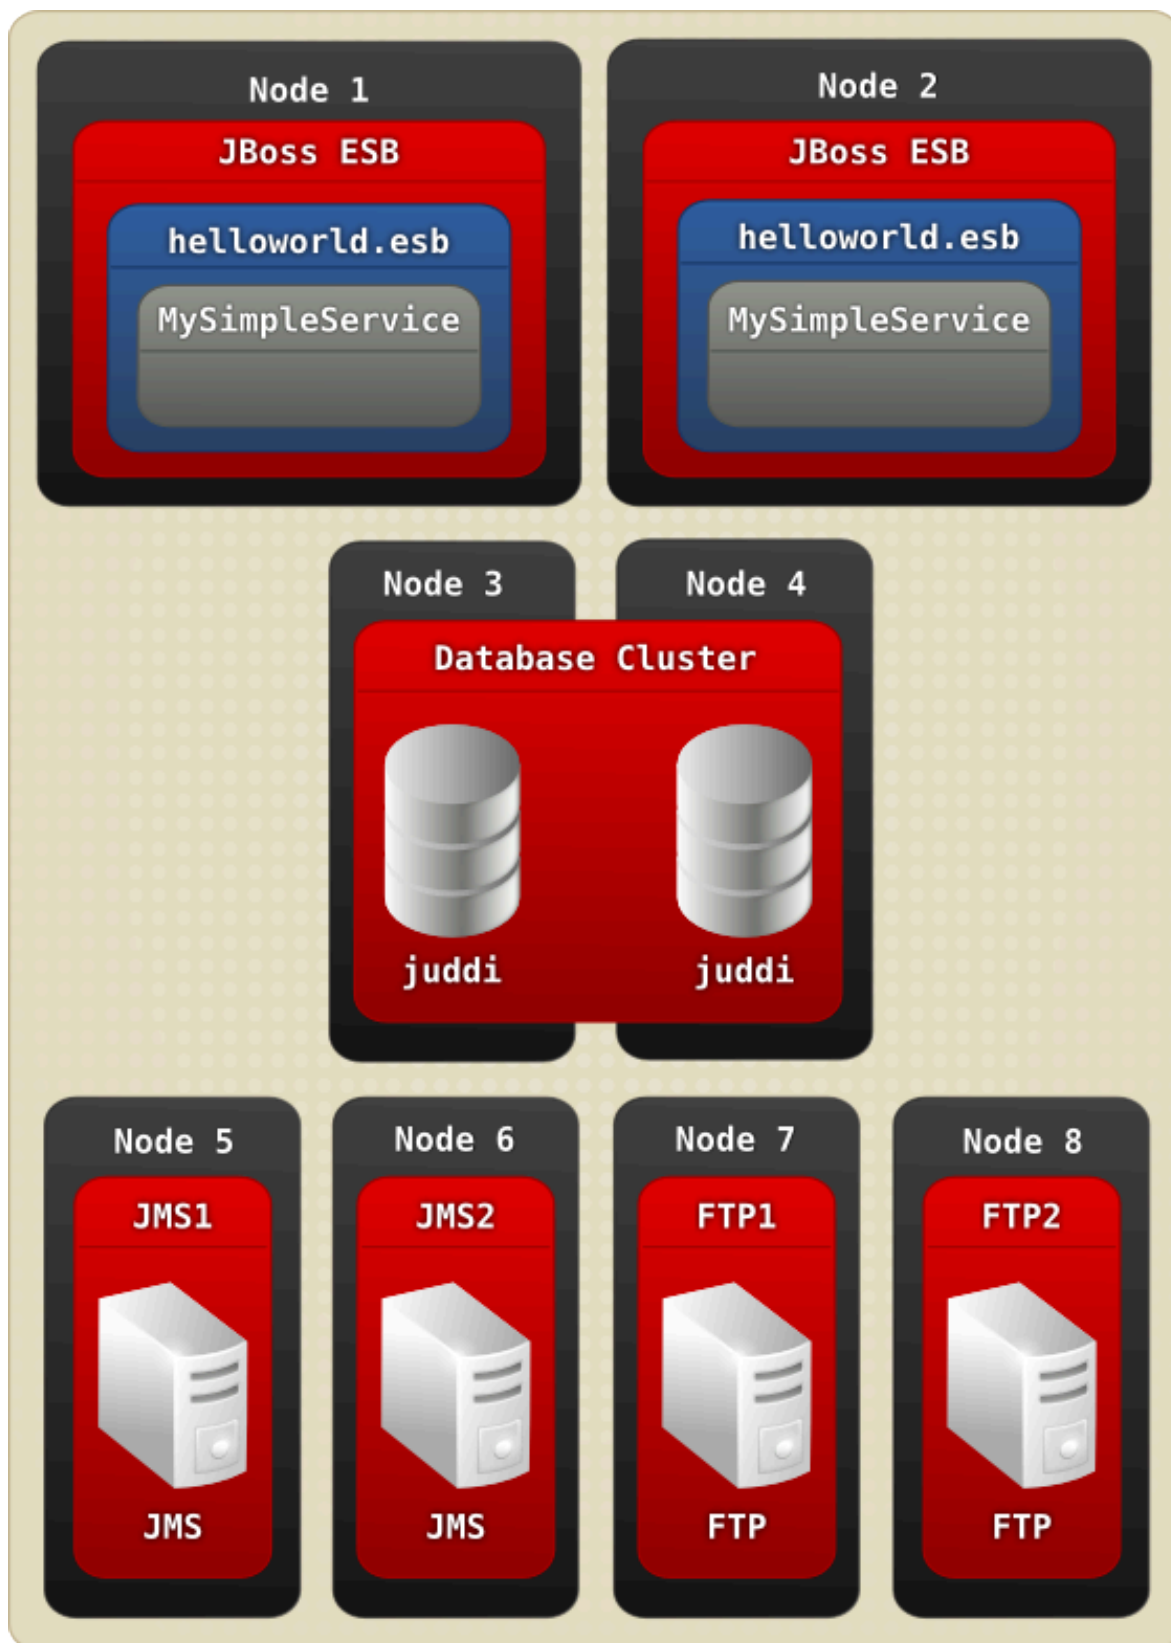 Node 1
Node 2
JBoss ESB
JBoss ESB
helloworld.esb
helloworld.esb
MySimpleService
MySimpleService
Node 3
Node 4
Database Cluster
juddi
juddi
Node 5
Node 6
Node 7
Node 8
JMS1
JMS2
FTP1
FTP2
JMS
JMS
FTP
FTP